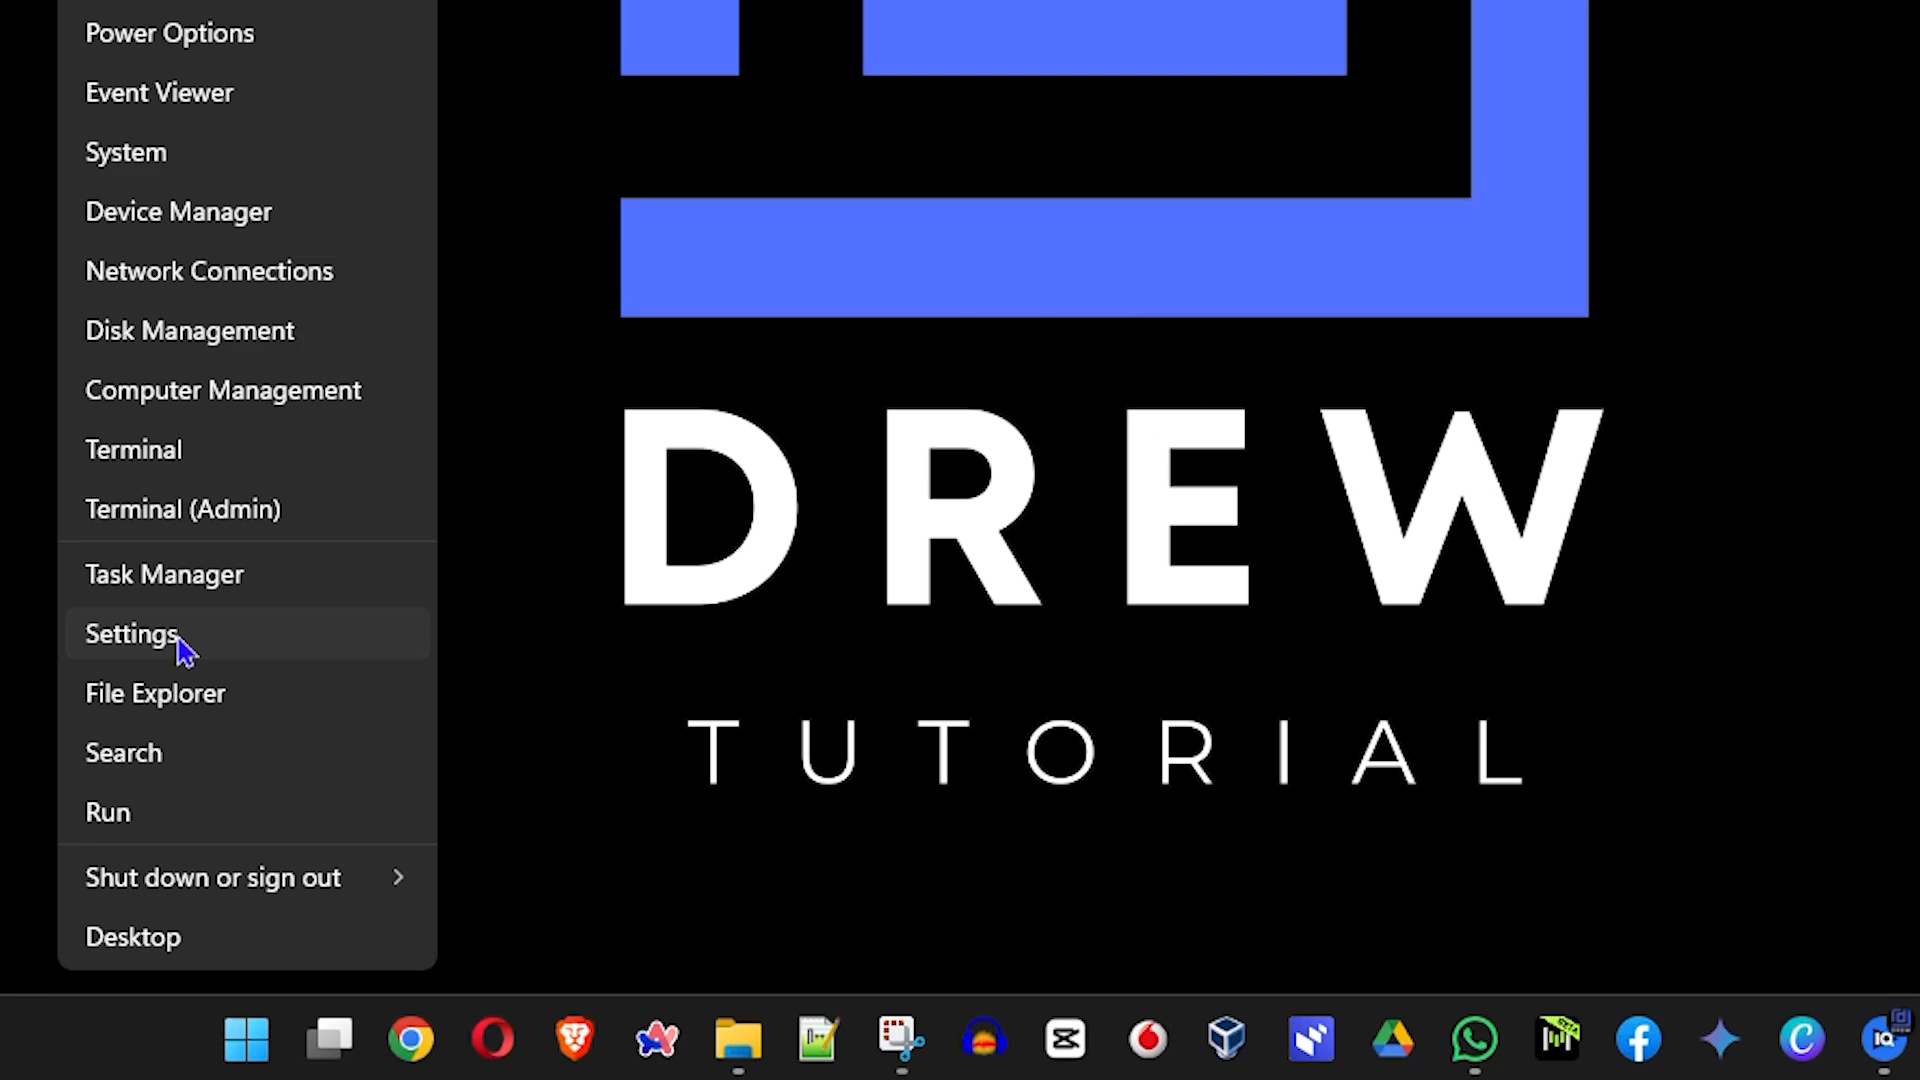 Power Options
Event Viewer
System
Device Manager
Network Connections
Disk Management
Computer Management
Terminal
Terminal (Admin)
Task Manager
Settings
File Explorer
Search
Run
Shut down or sign out
Desktop
DREW
TUTORIAL
IQ